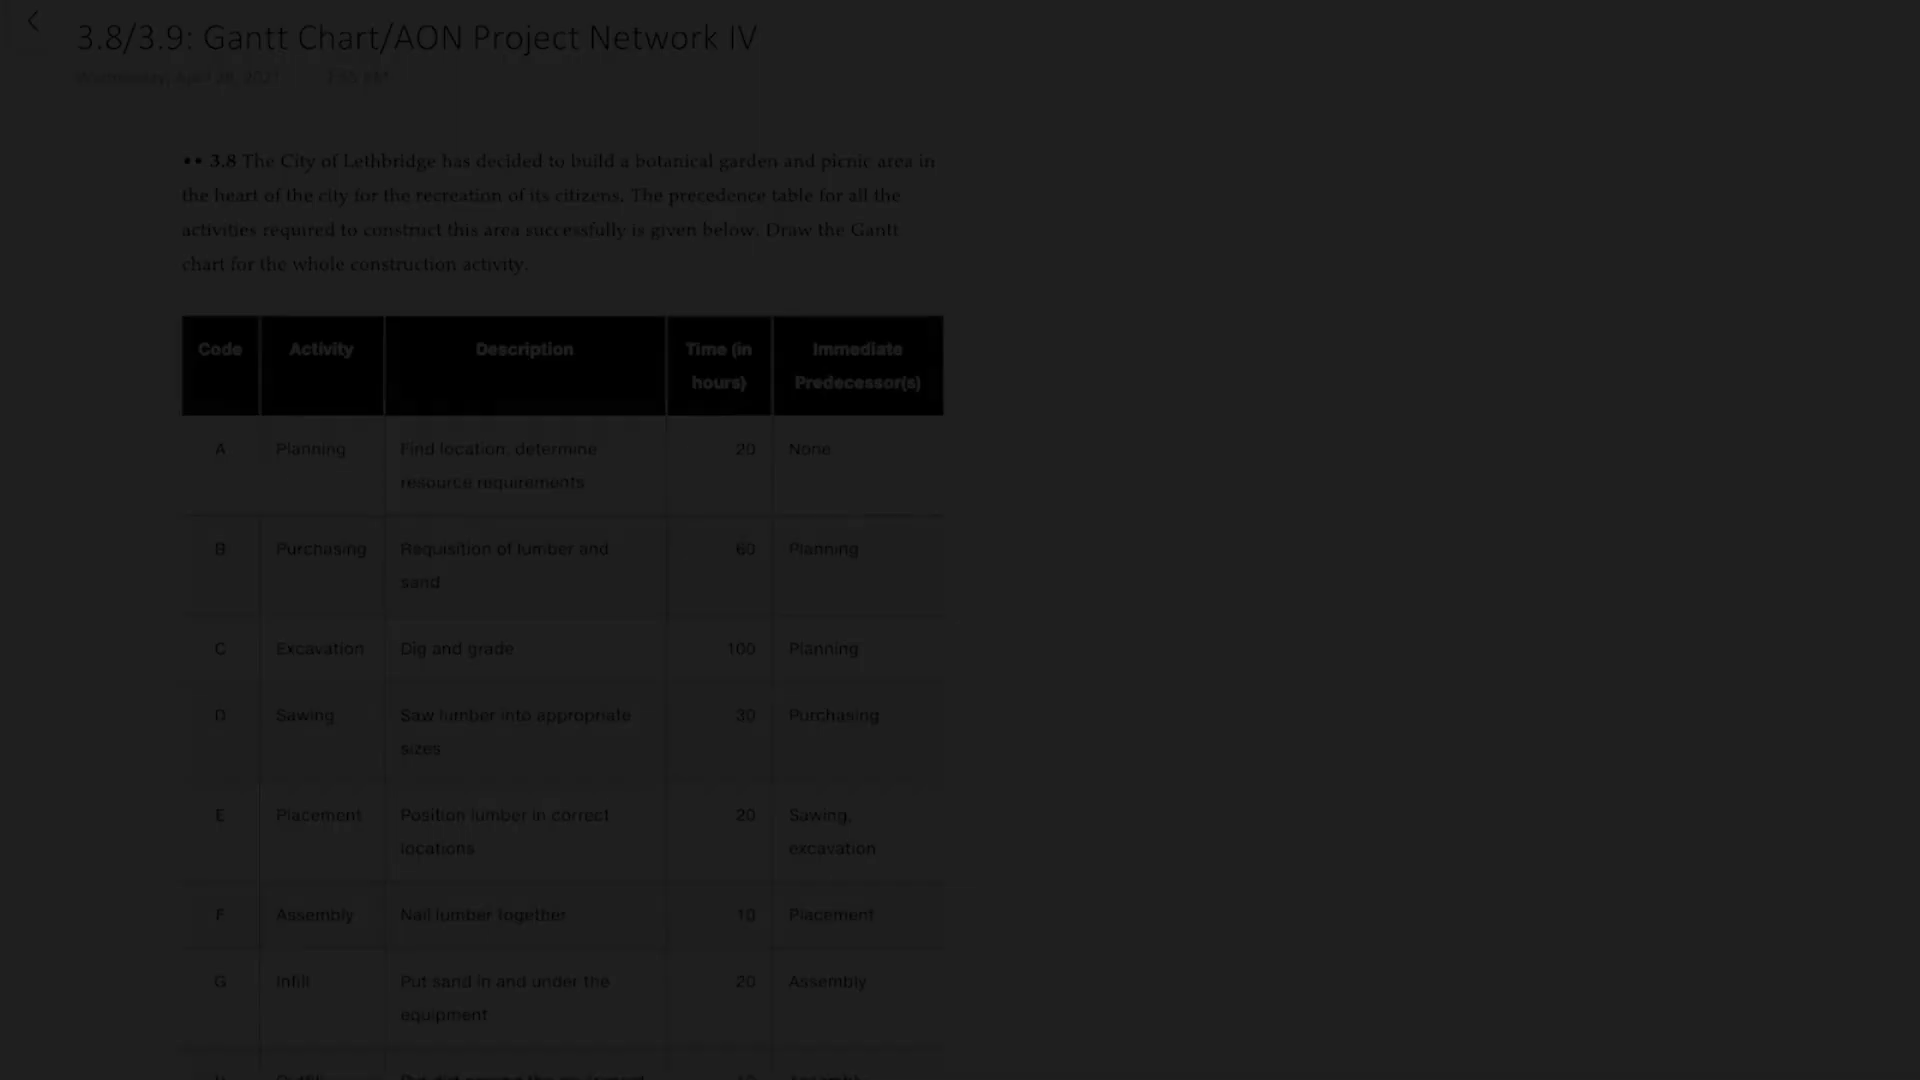 3.8/3.9: Gantt Chart/AON Project Network IV
Wednesday, April 28, 2021
•• 3.8 The City of Lethbridge has decided to build a botanical garden and picnic area in
the heart of the city for the recreation of its citizens. The precedence table for all the
activities required to construct this area successfully is given below. Draw the Gantt
chart for the whole construction activity.
Code Activity Description Time (in hours) Immediate Predecessor(s)
A Planning Find location; determine 20 None
resource requirements
B Purchasing Requisition of lumber and 60 Planning
sand
C Excavation Dig and grade 100 Planning
D Sawing Saw lumber into appropriate 30 Purchasing
sizes
E Placement Position lumber in correct 20 Sawing,
locations excavation
F Assembly Nail lumber together 10 Placement
G Infill Put sand in and under the 20 Assembly
equipment